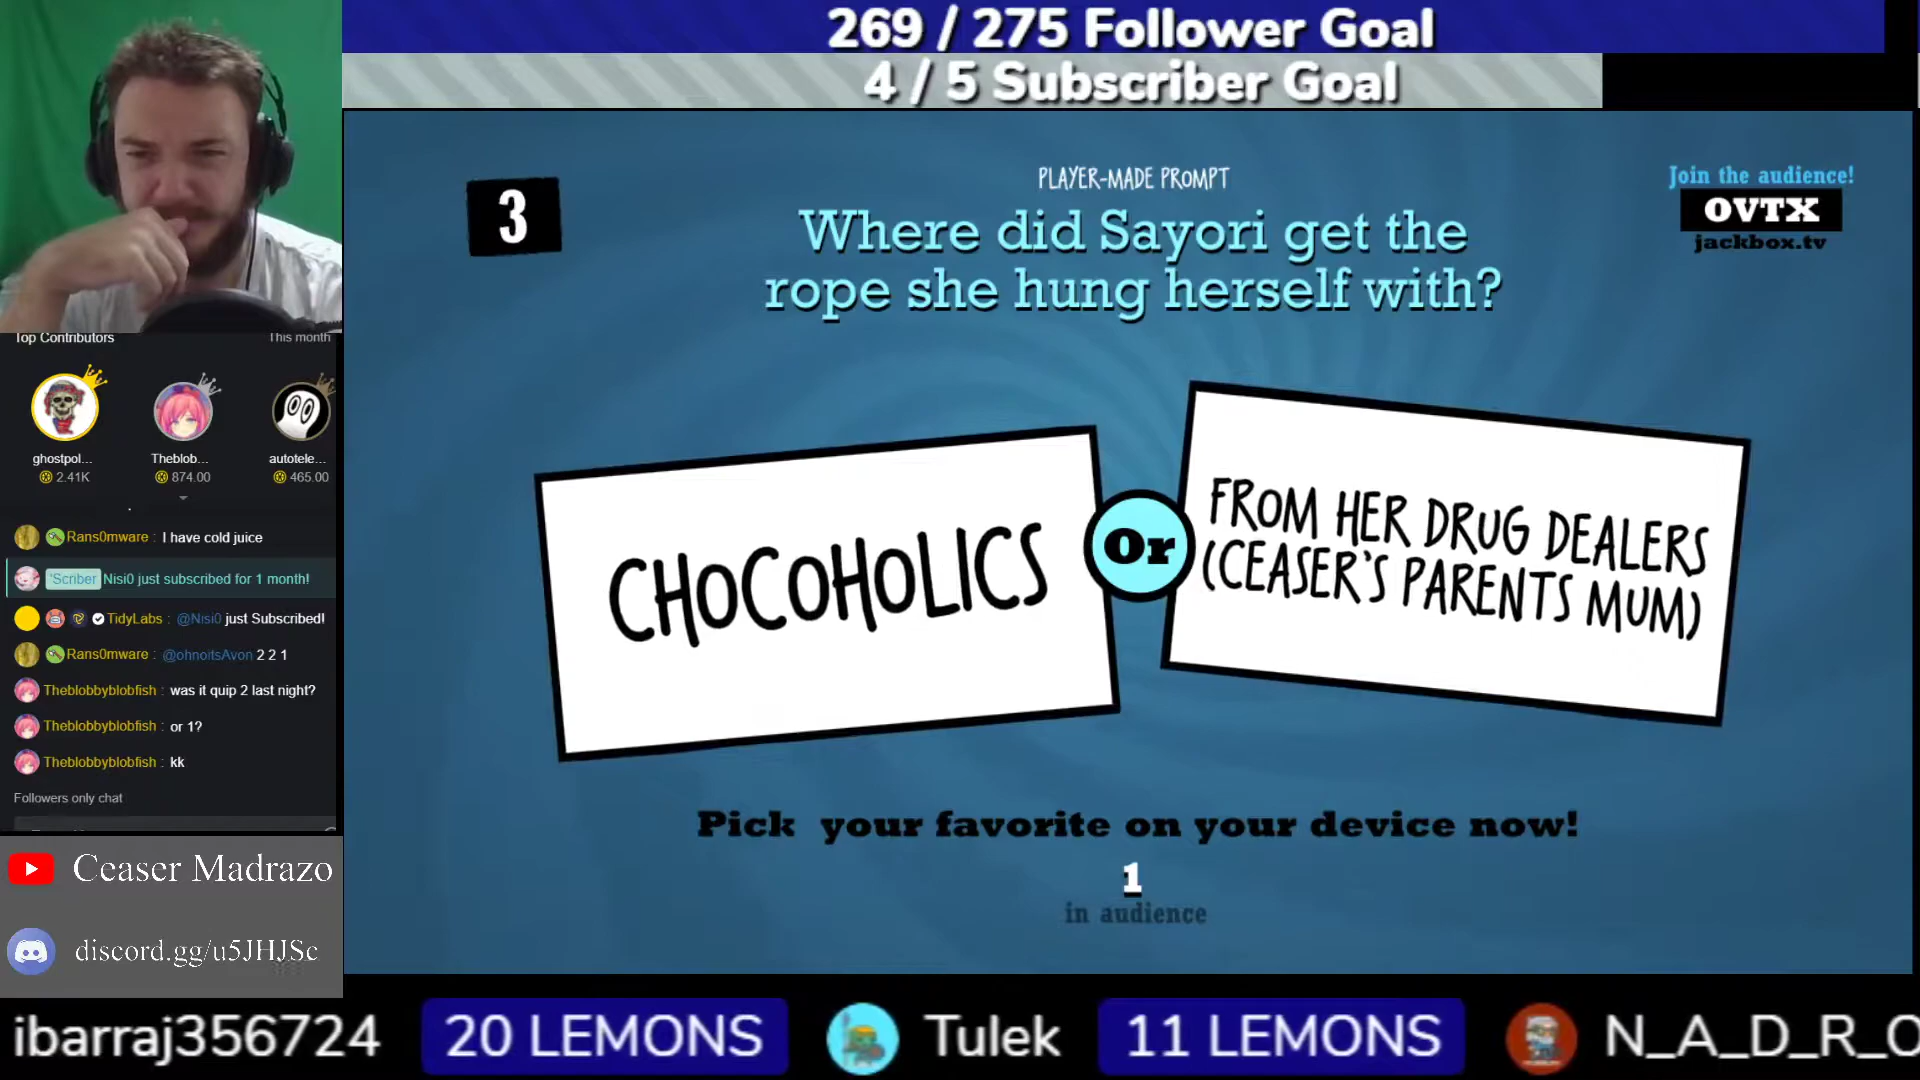 269 / 275 Follower Goal
4 / 5 Subscriber Goal
3
PLAYER-MADE PROMPT
Where did Sayori get the
rope she hung herself with?
Join the audience!
OVTX
jackbox.tv
CHOCOHOLICS
Or
FROM HER DRUG DEALERS
(CEASER'S PARENTS MUM)
Pick your favorite on your device now!
1
in audience
Top Contributors
This month
ghostpol...
Theblob...
autotele...
2.41K
874.00
465.00
Rans0mware : I have cold juice
'Scriber Nisi0 just subscribed for 1 month!
TidyLabs : @Nisi0 just Subscribed!
Rans0mware : @ohnoitsAvon 2 2 1
Theblobbyblobfish : was it quip 2 last night?
Theblobbyblobfish : or 1?
Theblobbyblobfish : kk
Followers only chat
Ceaser Madrazo
discord.gg/u5JHJSc
ibarraj356724
20 LEMONS
Tulek
11 LEMONS
N_A_D_R_O